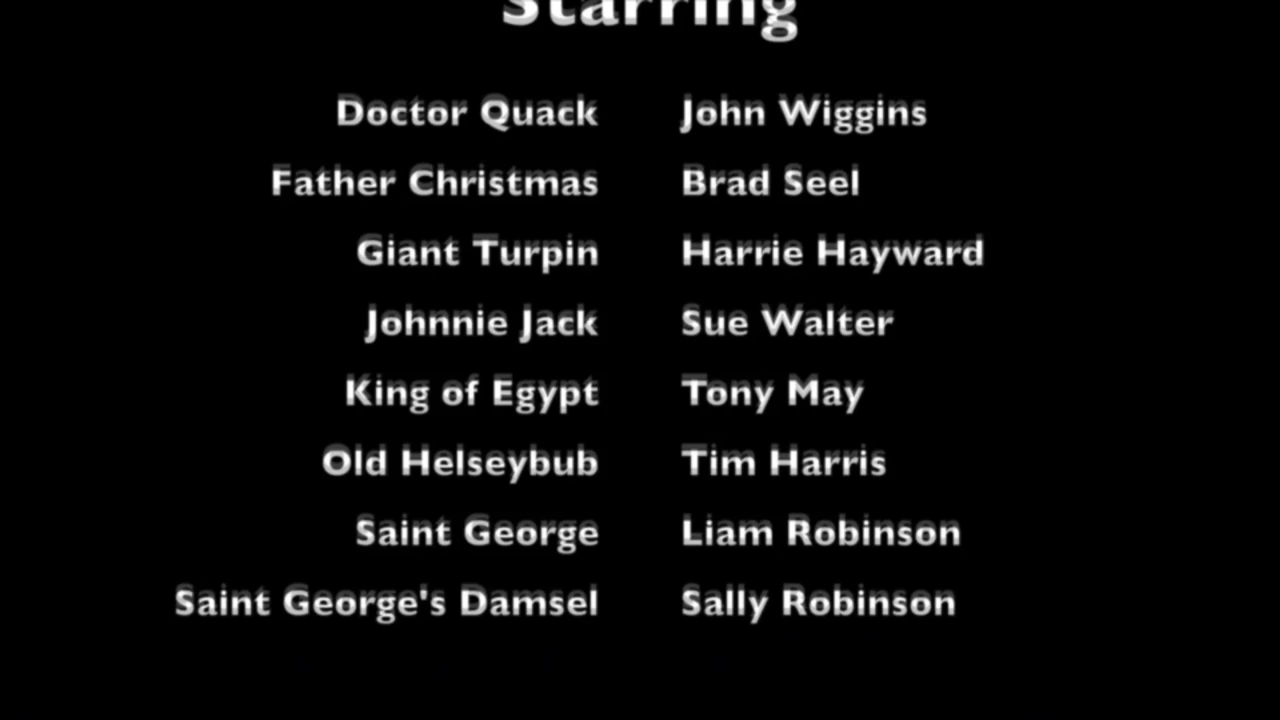 Starring
Doctor Quack John Wiggins
Father Christmas Brad Seel
Giant Turpin Harrie Hayward
Johnnie Jack Sue Walter
King of Egypt Tony May
Old Helseybub Tim Harris
Saint George Liam Robinson
Saint George's Damsel Sally Robinson